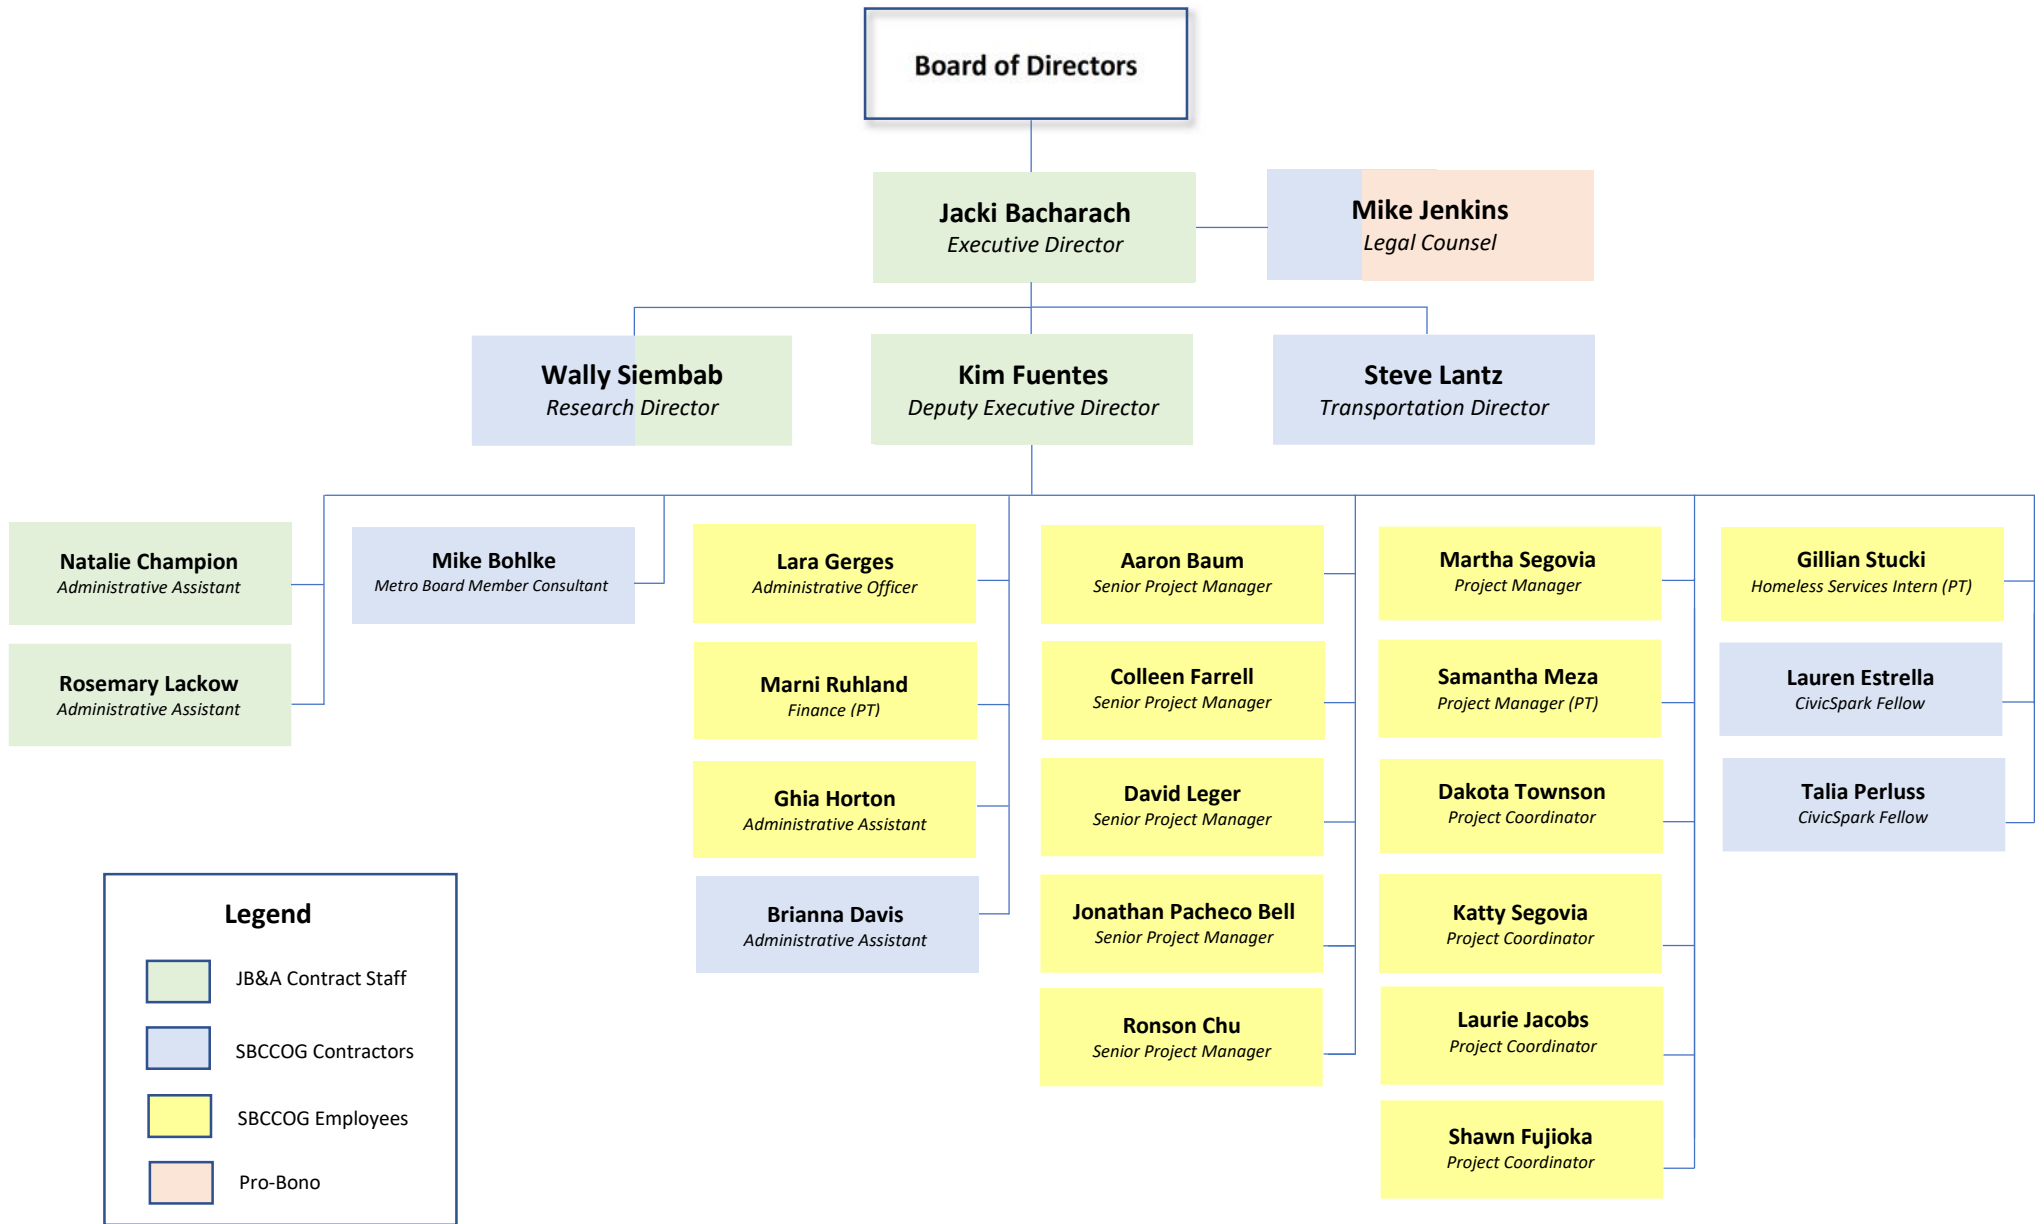 Board of Directors
Jacki Bacharach
Executive Director
Mike Jenkins
Legal Counsel
Wally Siembab
Research Director
Kim Fuentes
Deputy Executive Director
Steve Lantz
Transportation Director
Natalie Champion
Administrative Assistant
Rosemary Lackow
Administrative Assistant
Mike Bohlke
Metro Board Member Consultant
Lara Gerges
Administrative Officer
Marni Ruhland
Finance (PT)
Ghia Horton
Administrative Assistant
Brianna Davis
Administrative Assistant
Aaron Baum
Senior Project Manager
Colleen Farrell
Senior Project Manager
David Leger
Senior Project Manager
Jonathan Pacheco Bell
Senior Project Manager
Ronson Chu
Senior Project Manager
Martha Segovia
Project Manager
Samantha Meza
Project Manager (PT)
Dakota Townson
Project Coordinator
Katty Segovia
Project Coordinator
Laurie Jacobs
Project Coordinator
Shawn Fujioka
Project Coordinator
Gillian Stucki
Homeless Services Intern (PT)
Lauren Estrella
CivicSpark Fellow
Talia Perluss
CivicSpark Fellow
Legend
JB&A Contract Staff
SBCCOG Contractors
SBCCOG Employees
Pro-Bono